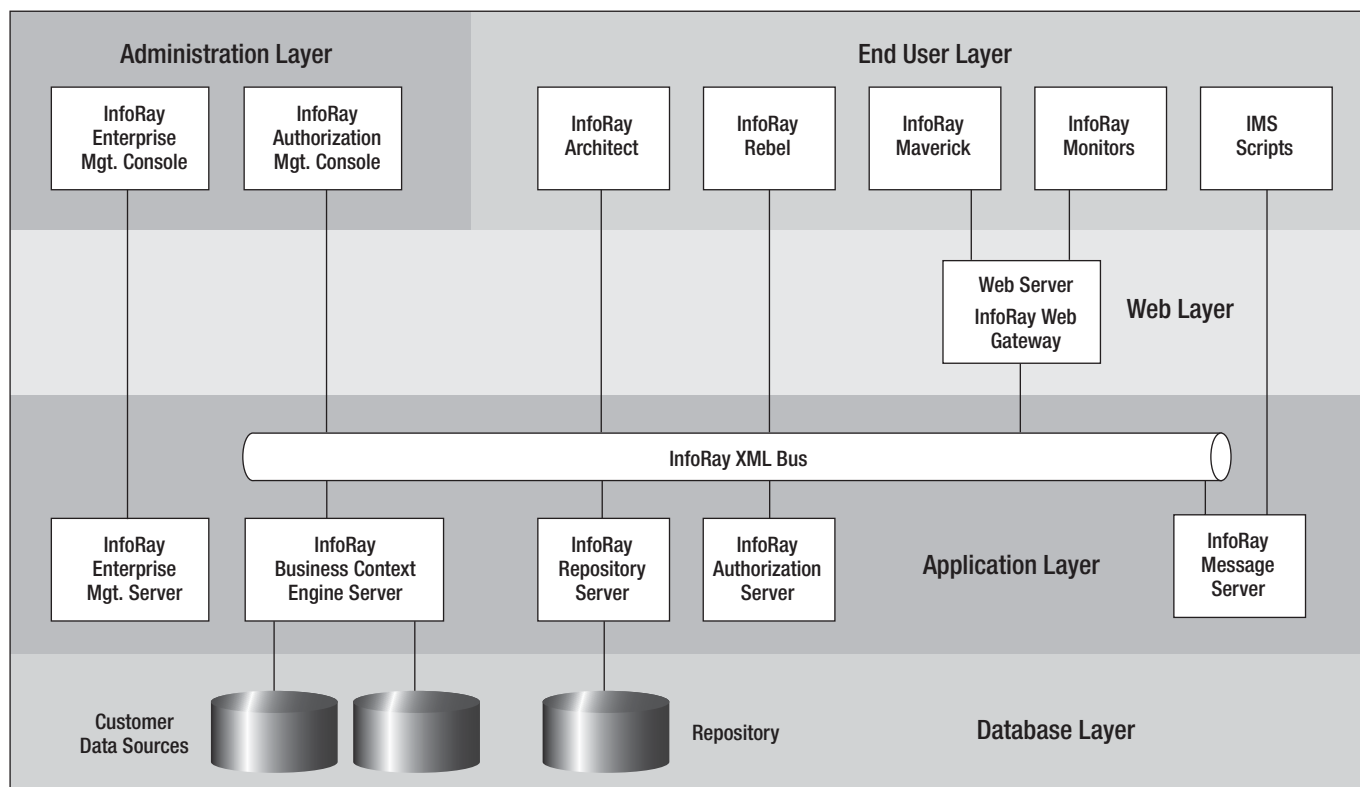 Administration Layer
End User Layer
InfoRay
Enterprise
Mgt. Console
InfoRay
Authorization
Mgt. Console
InfoRay
Architect
InfoRay
Rebel
InfoRay
Maverick
InfoRay
Monitors
IMS
Scripts
Web Server
InfoRay Web
Gateway
Web Layer
InfoRay XML Bus
InfoRay
Enterprise
Mgt. Server
InfoRay
Business Context
Engine Server
InfoRay
Repository
Server
InfoRay
Authorization
Server
Application Layer
InfoRay
Message
Server
Customer
Data Sources
Repository
Database Layer